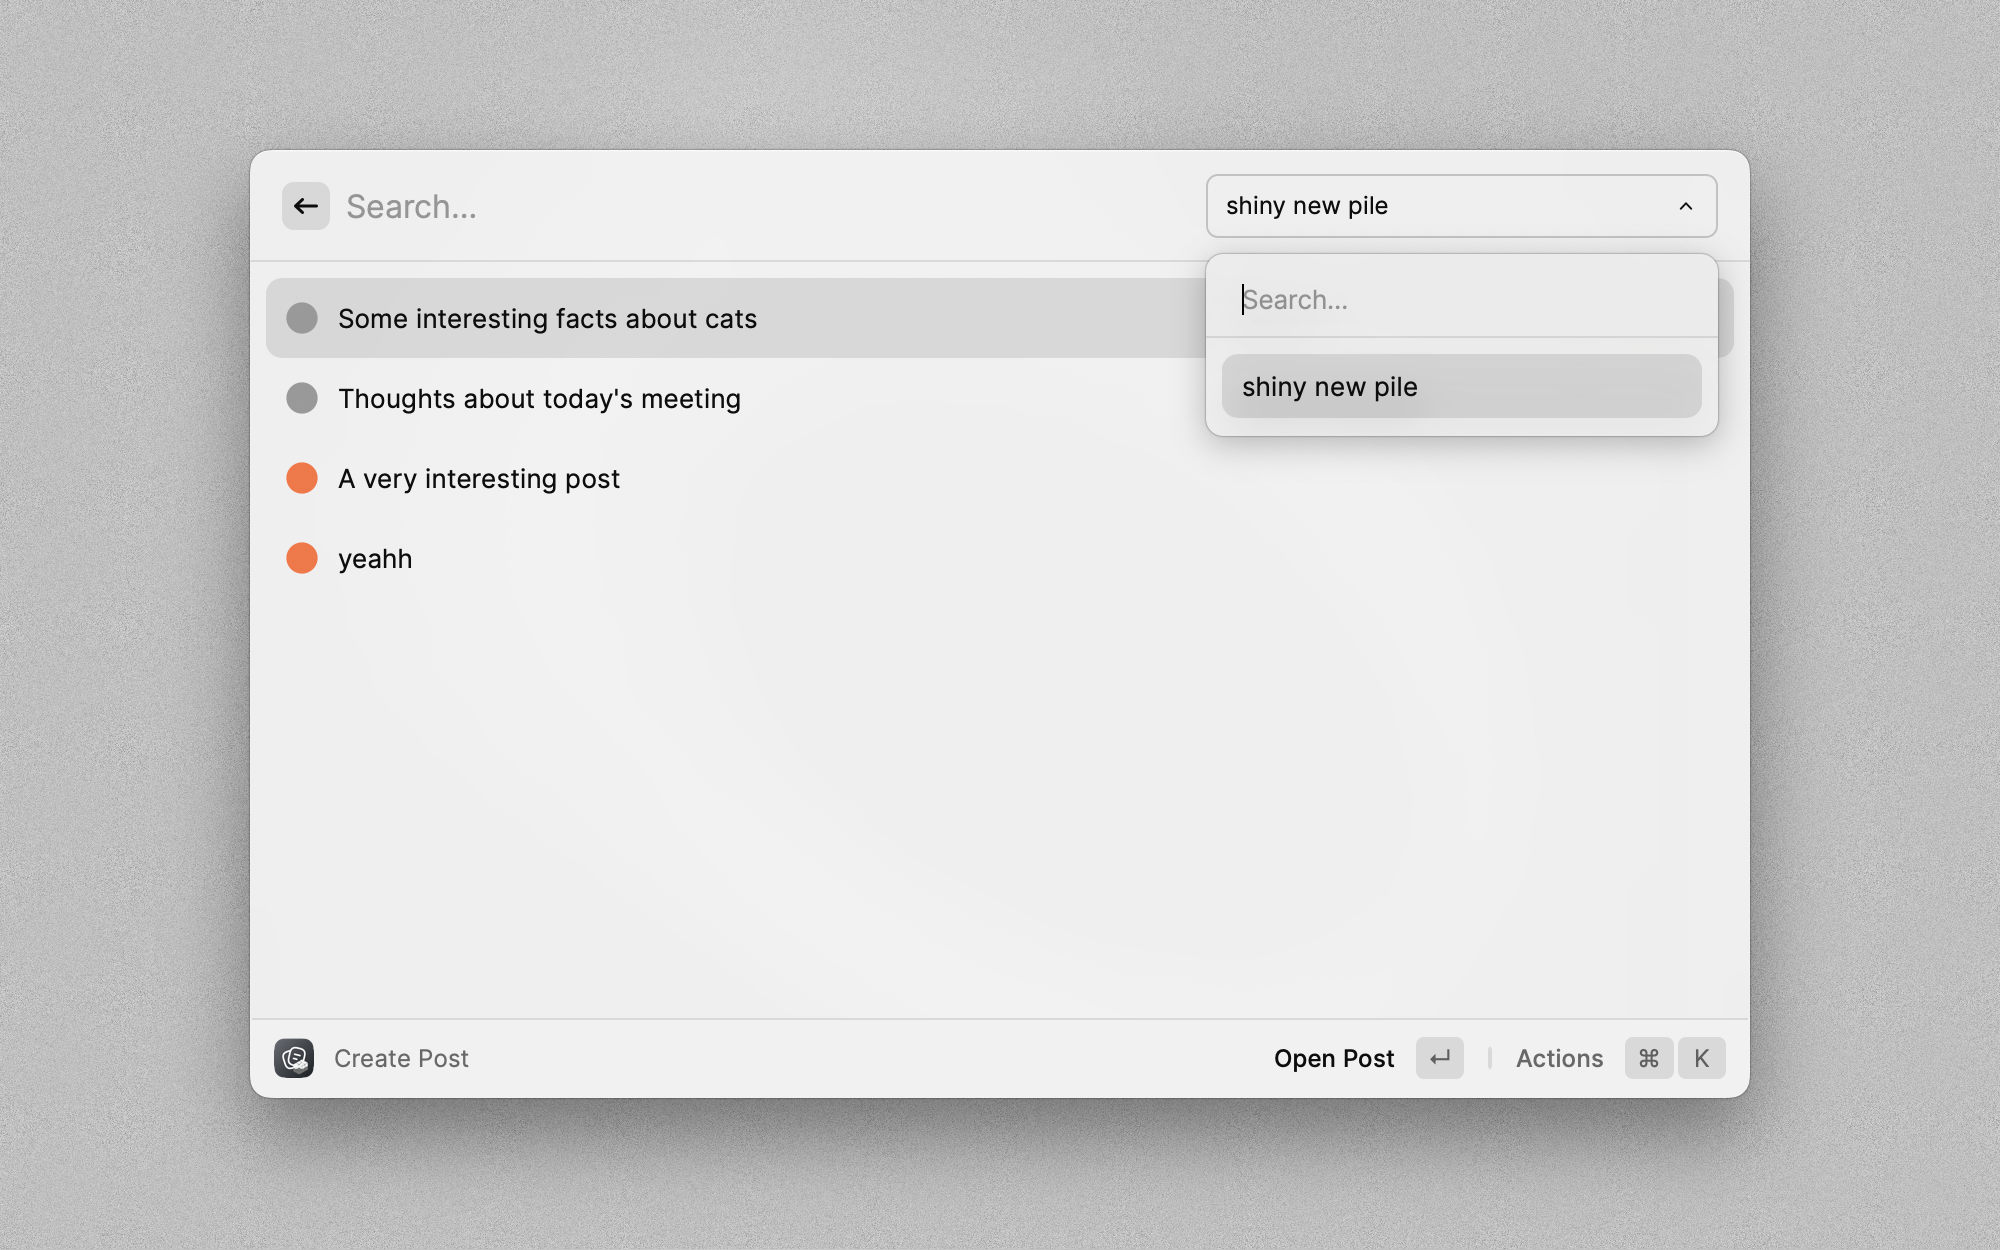 Search...
shiny new pile
Search...
shiny new pile
Some interesting facts about cats
Thoughts about today's meeting
A very interesting post
yeahh
Create Post
Open Post
Actions
⌘ K